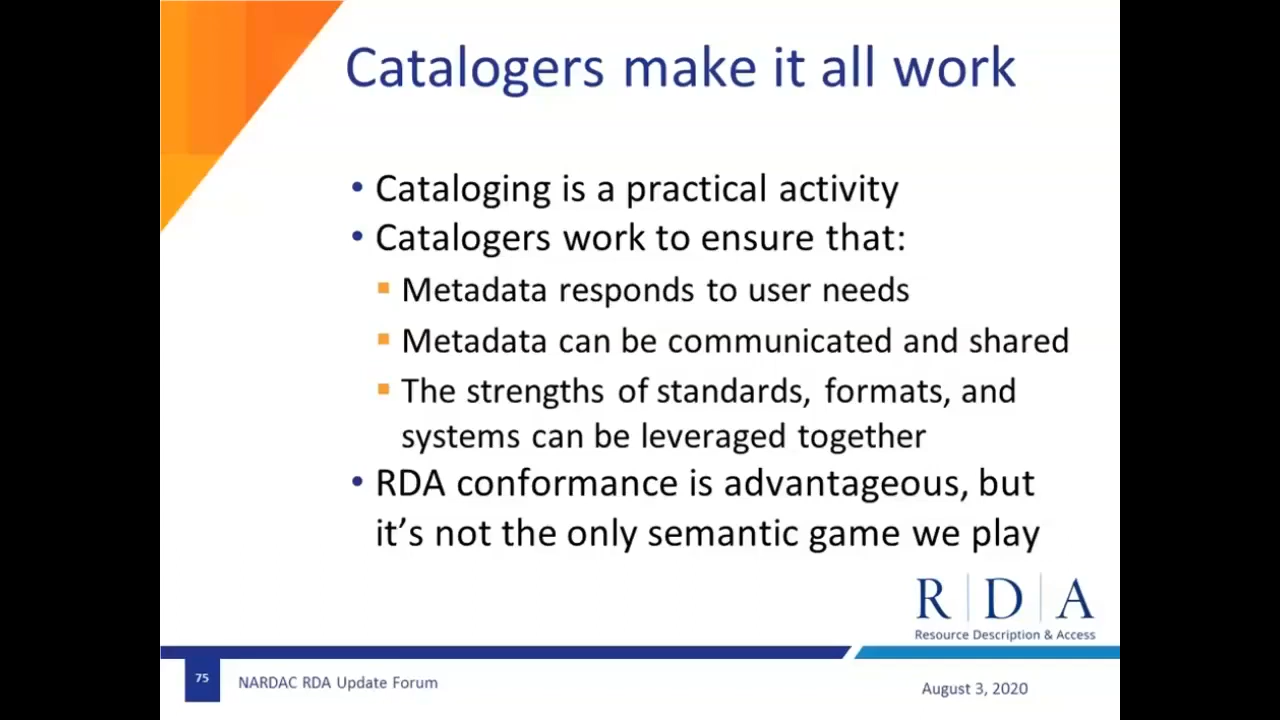 Catalogers make it all work
• Cataloging is a practical activity
• Catalogers work to ensure that:
▪ Metadata responds to user needs
▪ Metadata can be communicated and shared
▪ The strengths of standards, formats, and
systems can be leveraged together
• RDA conformance is advantageous, but
it’s not the only semantic game we play
R|D|A
Resource Description & Access
75
NARDAC RDA Update Forum
August 3, 2020